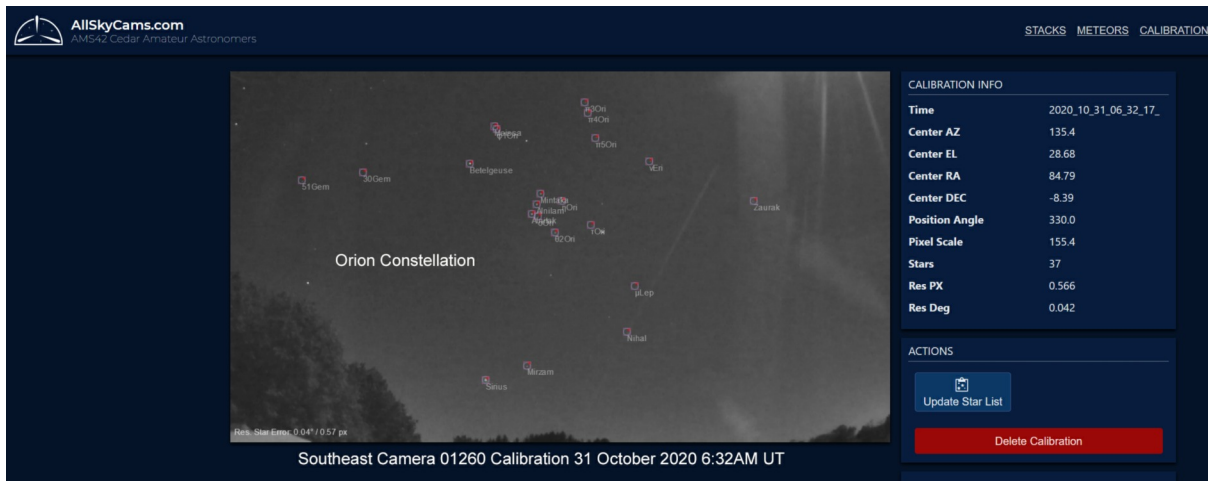 AllSkyCams.com
AMS42 Cedar Amateur Astronomers
STACKS METEORS CALIBRATION
π3Ori
π4Ori
π5Ori
Meissa
νEri
Betelgeuse
30Gem
51Gem
Mintaka
Alnilam
Zaurak
Orion Constellation
μLep
Nihal
Mirzam
Sirius
Res. Star Error: 0.04° / 0.57 px
Southeast Camera 01260 Calibration 31 October 2020 6:32AM UT
CALIBRATION INFO
Time 2020_10_31_06_32_17_
Center AZ 135.4
Center EL 28.68
Center RA 84.79
Center DEC -8.39
Position Angle 330.0
Pixel Scale 155.4
Stars 37
Res PX 0.566
Res Deg 0.042
ACTIONS
Update Star List
Delete Calibration